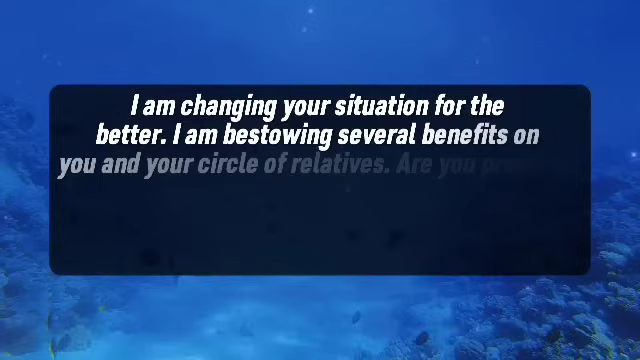 I am changing your situation for the
better. I am bestowing several benefits on
you and your circle of relatives. Are you